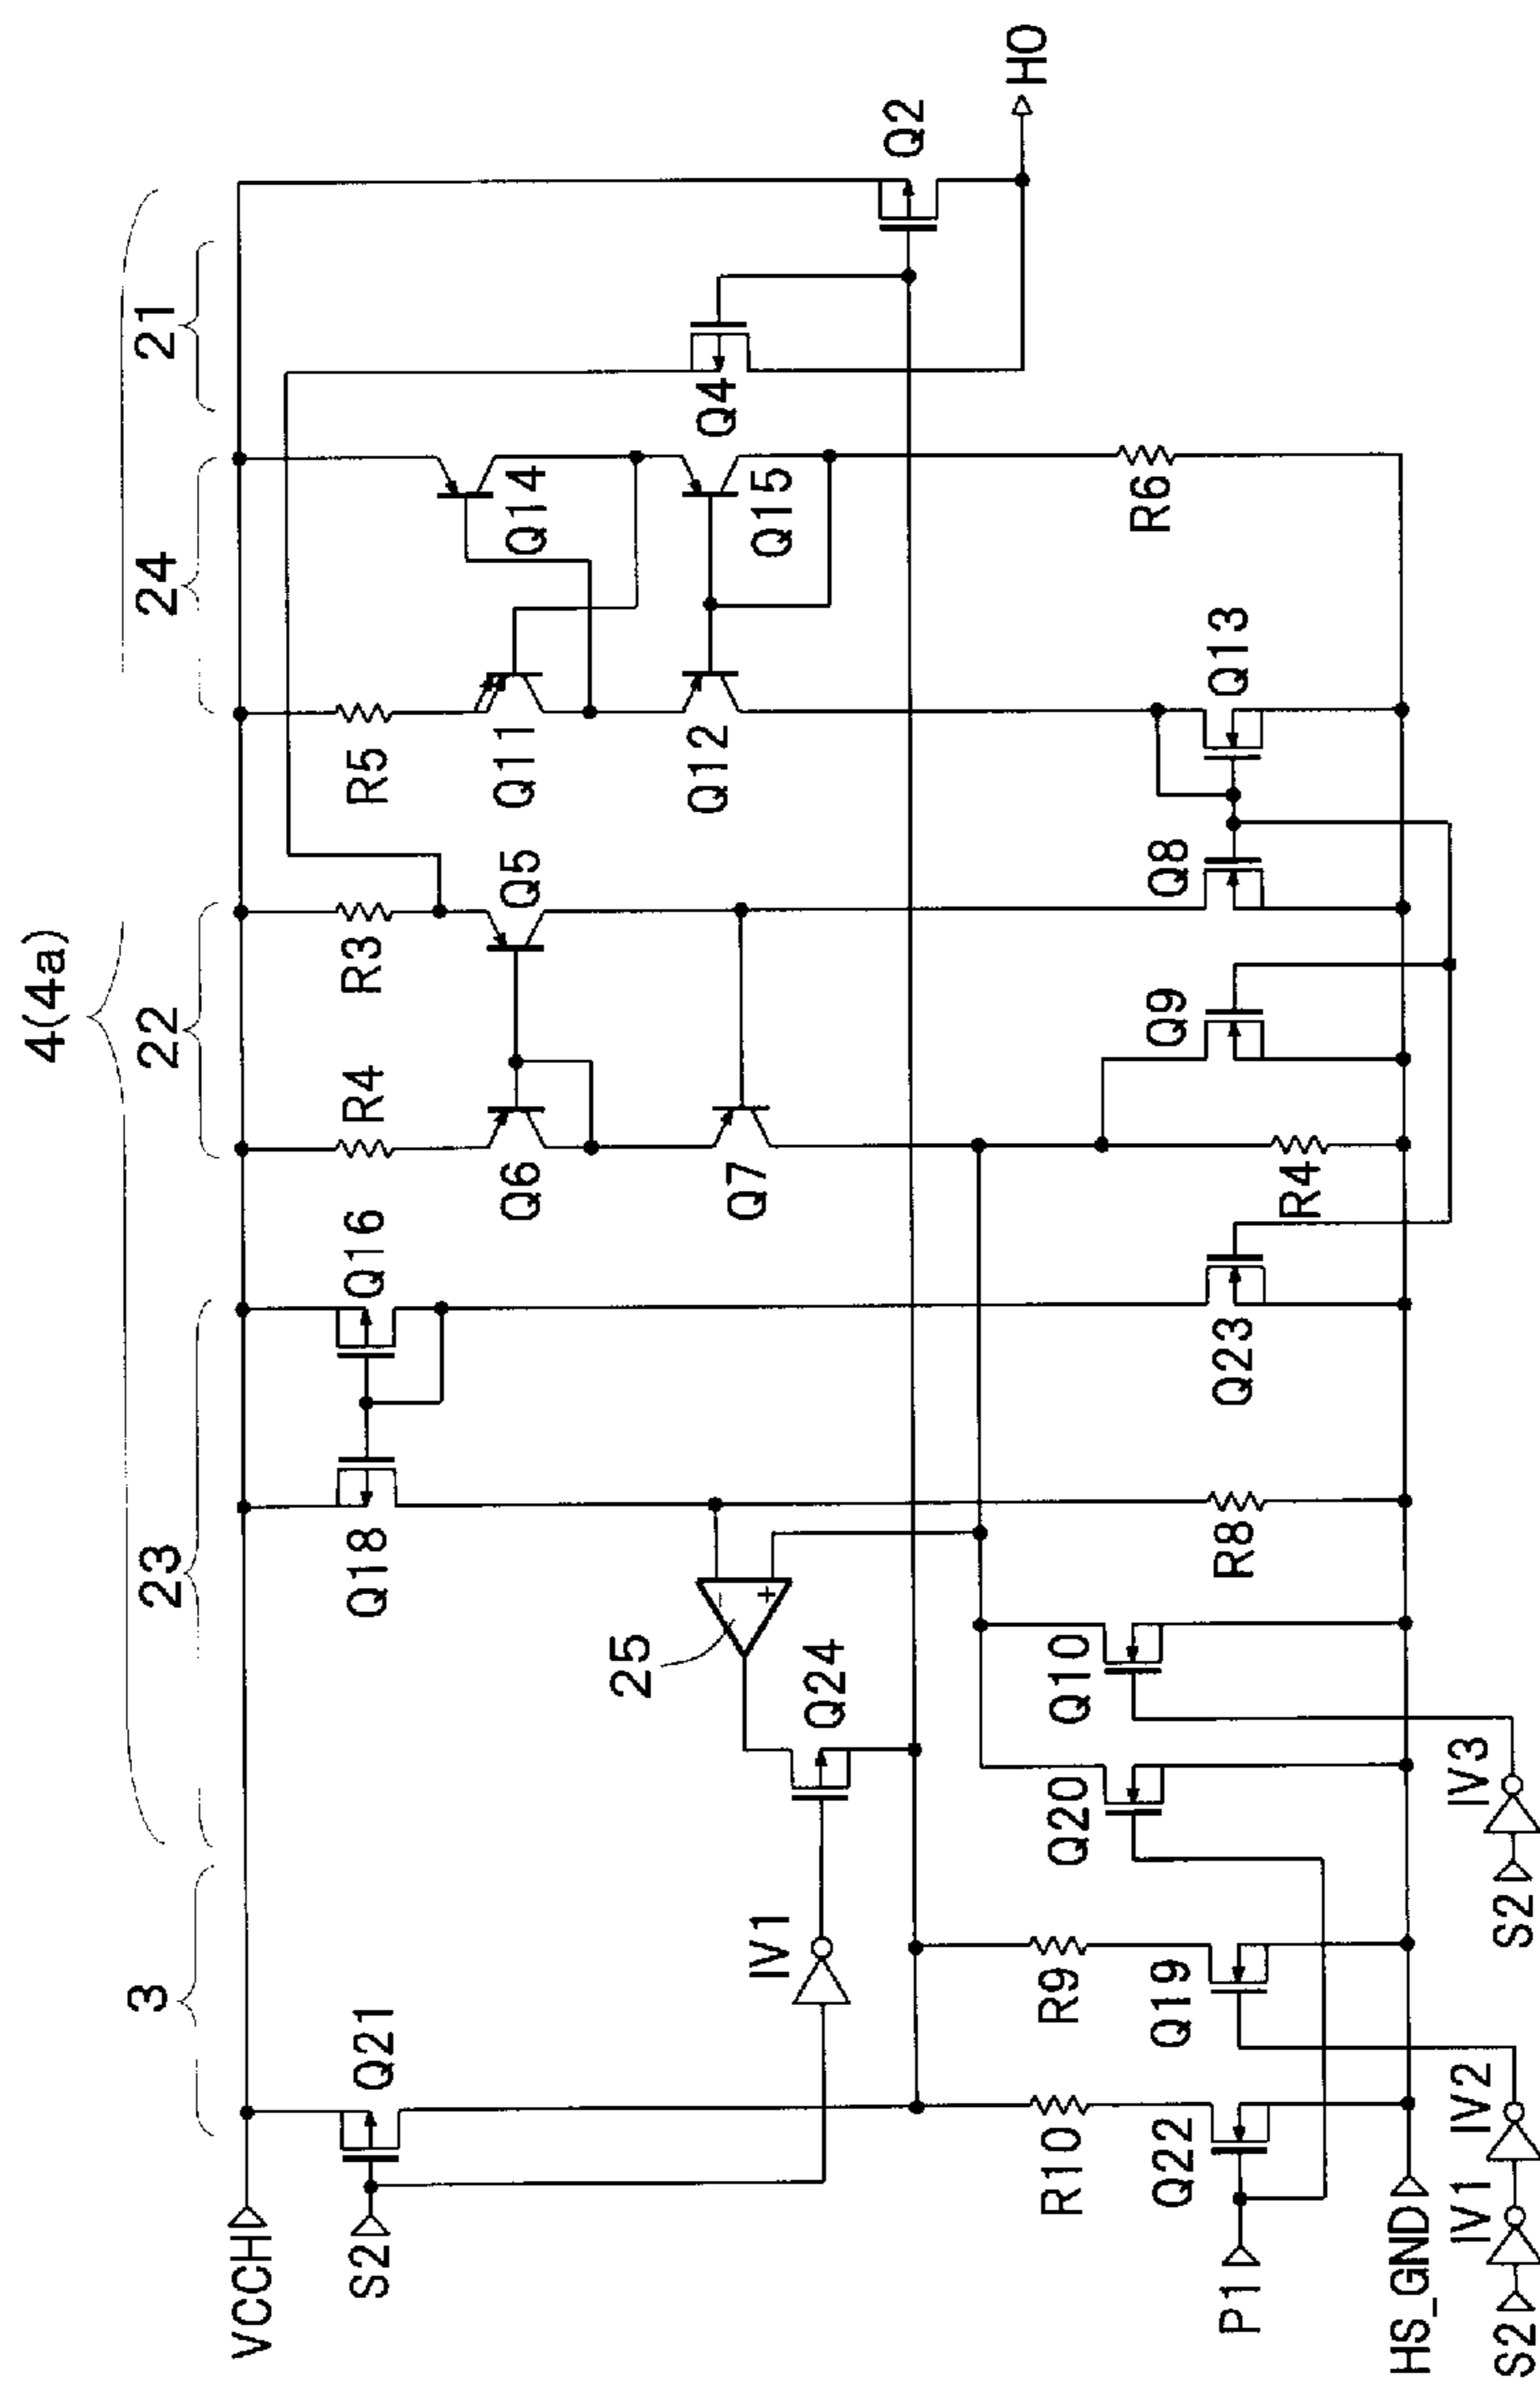 4(4a)
3
23
22
24
21
VCCH
S2
Q21
Q18
Q16
R4
R3
R5
Q6
Q5
Q11
Q14
25
-
+
Q7
Q12
Q15
Q4
IV1
Q24
Q2
HO
R10
R9
Q20
Q10
Q9
Q8
R6
P1
Q22
Q19
R8
Q23
R4
Q13
HS_GND
S2
IV1
IV2
S2
IV3